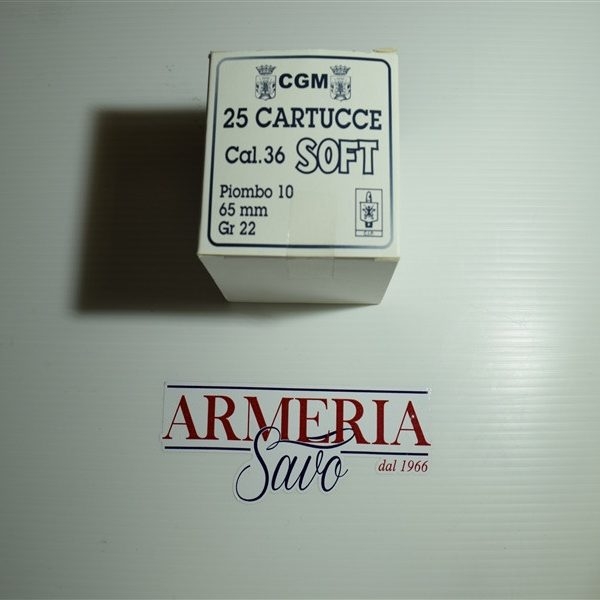 CGM
25 CARTUCCE
Cal.36 SOFT
Piombo 10
65 mm
Gr 22
ARMERIA
Savo
dal 1966